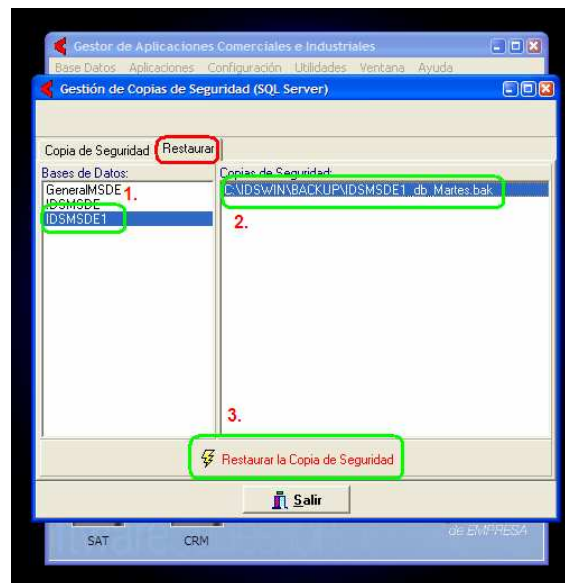 Gestor de Aplicaciones Comerciales e Industriales
Base Datos Aplicaciones Configuración Utilidades Ventana Ayuda
Gestión de Copias de Seguridad (SQL Server)
Copia de Seguridad Restaurar
Bases de Datos: Copias de Seguridad:
GeneralMSDE 1. C:\IDSWIN\BACKUP\IDSMSDE1_db_Martes.bak
IDSMSDE
IDSMSDE1 2.
3.
Restaurar la Copia de Seguridad
Salir
de EMPRESA
SAT CRM